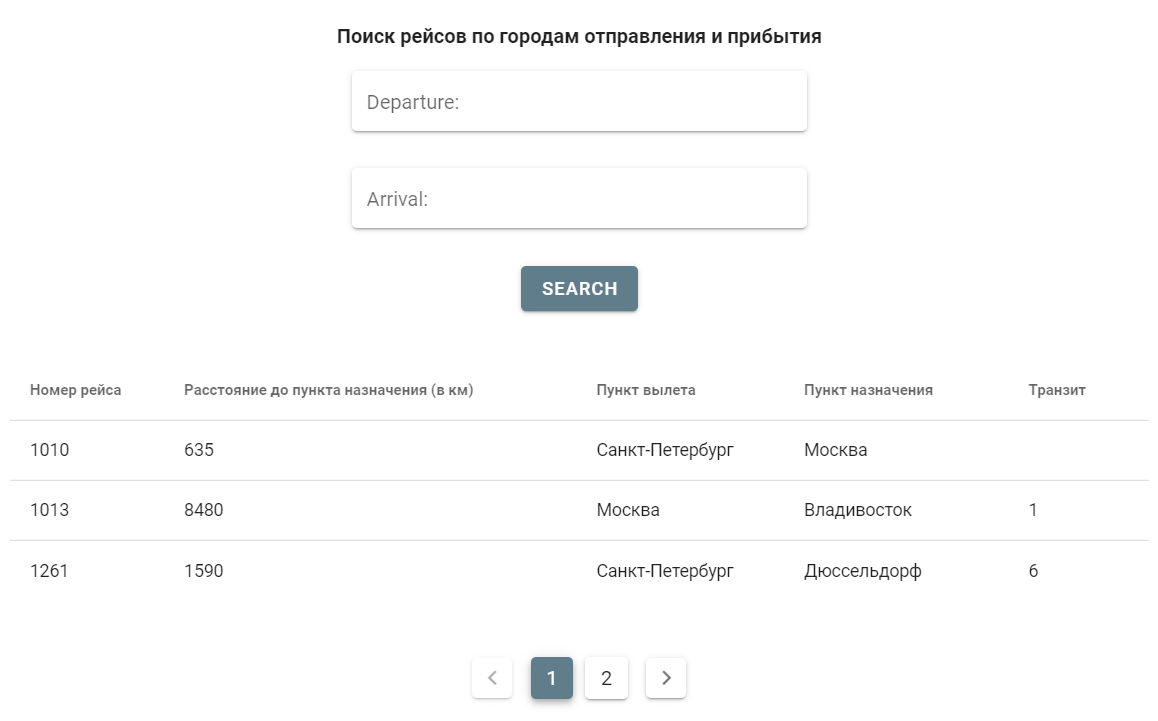 Поиск рейсов по городам отправления и прибытия
Departure:
Arrival:
SEARCH
Номер рейса Расстояние до пункта назначения (в км) Пункт вылета Пункт назначения Транзит
1010 635 Санкт-Петербург Москва
1013 8480 Москва Владивосток 1
1261 1590 Санкт-Петербург Дюссельдорф 6
1 2